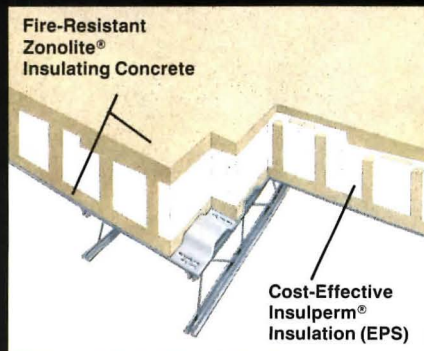 Fire-Resistant
Zonolite®
Insulating Concrete
Cost-Effective
Insulperm®
Insulation (EPS)